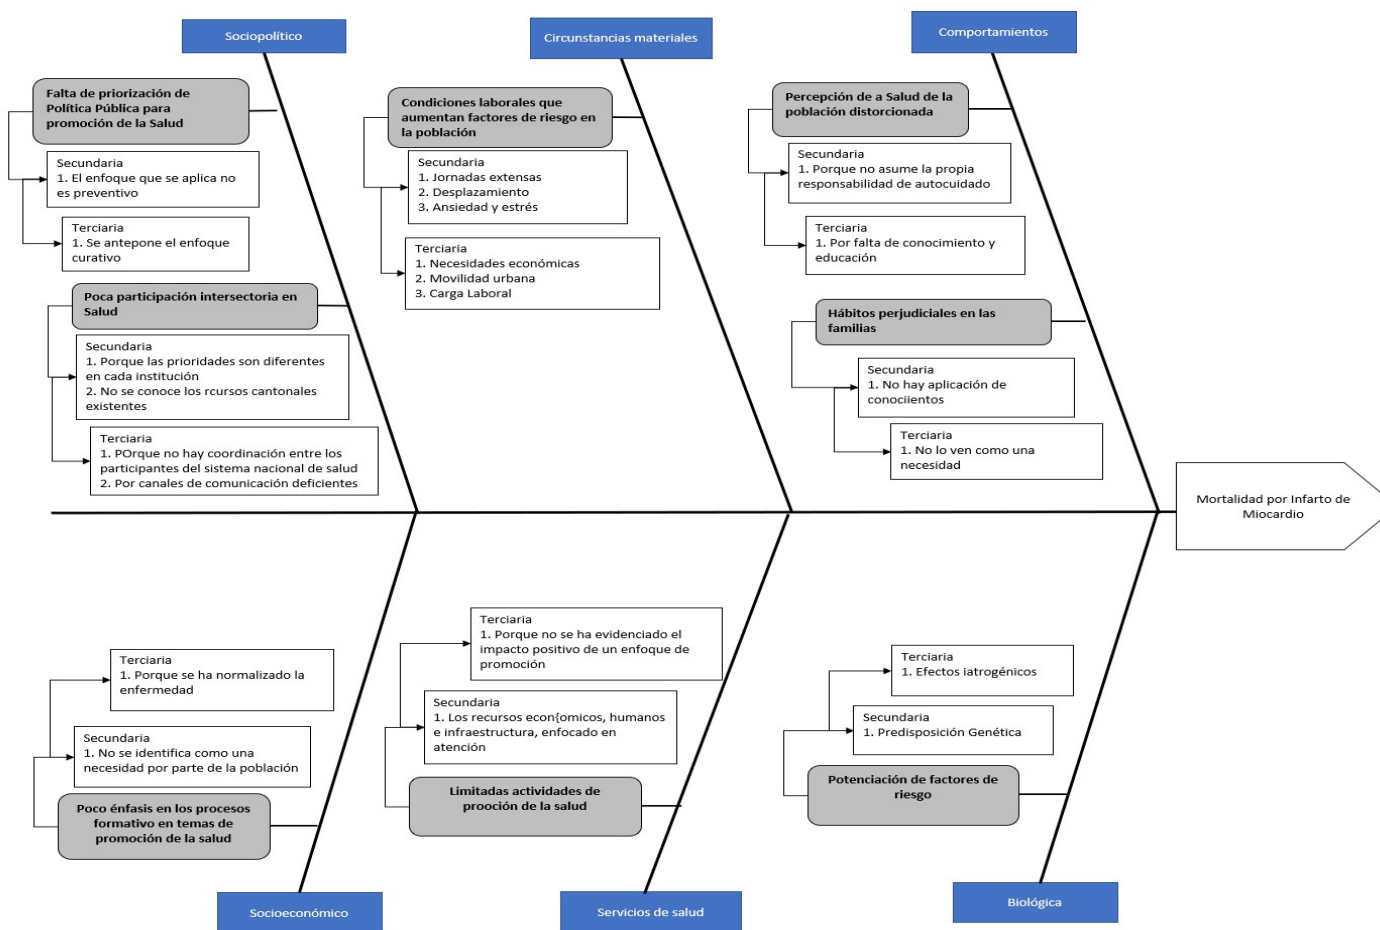 Sociopolítico
Circunstancias materiales
Comportamientos
Falta de priorización de
Política Pública para
promoción de la Salud
Secundaria
1. El enfoque que se aplica no
es preventivo
Terciaria
1. Se antepone el enfoque
curativo
Poca participación intersectoria en
Salud
Secundaria
1. Porque las prioridades son diferentes
en cada institución
2. No se conoce los rcursos cantonales
existentes
Terciaria
1. POrque no hay coordinación entre los
participantes del sistema nacional de salud
2. Por canales de comunicación deficientes
Condiciones laborales que
aumentan factores de riesgo en
la población
Secundaria
1. Jornadas extensas
2. Desplazamiento
3. Ansiedad y estrés
Terciaria
1. Necesidades económicas
2. Movilidad urbana
3. Carga Laboral
Percepción de a Salud de la
población distorcionada
Secundaria
1. Porque no asume la propia
responsabilidad de autocuidado
Terciaria
1. Por falta de conocimiento y
educación
Hábitos perjudiciales en las
familias
Secundaria
1. No hay aplicación de
conociientos
Terciaria
1. No lo ven como una
necesidad
Mortalidad por Infarto de
Miocardio
Terciaria
1. Porque se ha normalizado la
enfermedad
Secundaria
1. No se identifica como una
necesidad por parte de la población
Poco énfasis en los procesos
formativo en temas de
promoción de la salud
Terciaria
1. Porque no se ha evidenciado el
impacto positivo de un enfoque de
promoción
Secundaria
1. Los recursos econ{omicos, humanos
e infraestructura, enfocado en
atención
Limitadas actividades de
prooción de la salud
Terciaria
1. Efectos iatrogénicos
Secundaria
1. Predisposición Genética
Potenciación de factores de
riesgo
Socioeconómico
Servicios de salud
Biológica